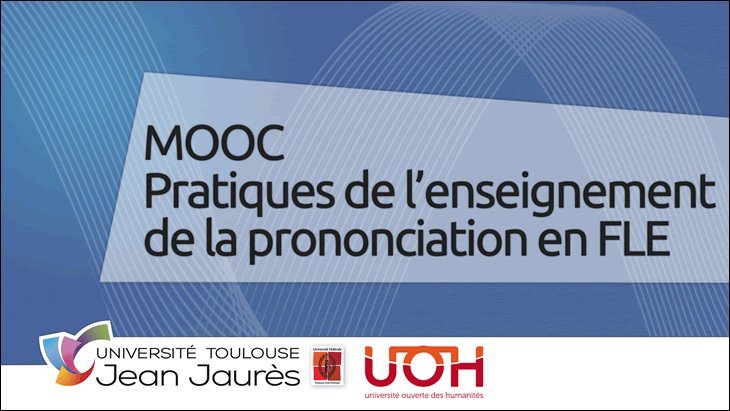 MOOC
Pratiques de l'enseignement
de la prononciation en FLE
UNIVERSITÉ TOULOUSE
Jean Jaurès
Université Fédérale
Toulouse Midi-Pyrénées
UOH
université ouverte des humanités